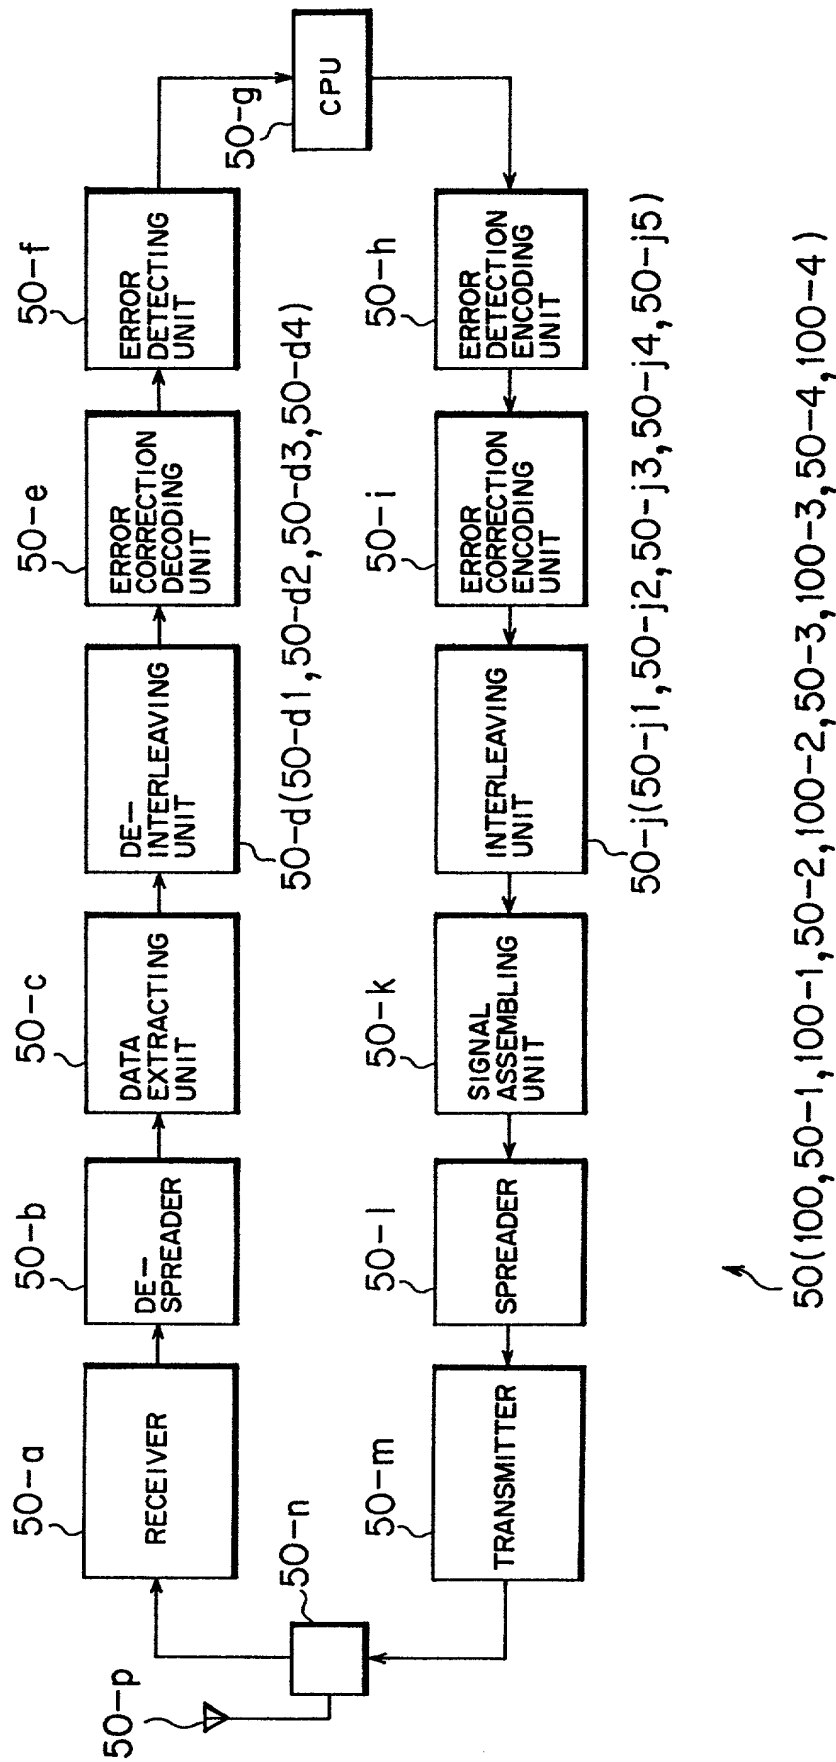 50-p
50-n
50-a
RECEIVER
50-b
DE-
SPREADER
50-c
DATA
EXTRACTING
UNIT
DE-
INTERLEAVING
UNIT
50-d(50-d1,50-d2,50-d3,50-d4)
50-e
ERROR
CORRECTION
DECODING
UNIT
50-f
ERROR
DETECTING
UNIT
50-g
CPU
50-m
TRANSMITTER
50-l
SPREADER
50-k
SIGNAL
ASSEMBLING
UNIT
INTERLEAVING
UNIT
50-j(50-j1,50-j2,50-j3,50-j4,50-j5)
50-i
ERROR
CORRECTION
ENCODING
UNIT
50-h
ERROR
DETECTION
ENCODING
UNIT
50(100,50-1,100-1,50-2,100-2,50-3,100-3,50-4,100-4)